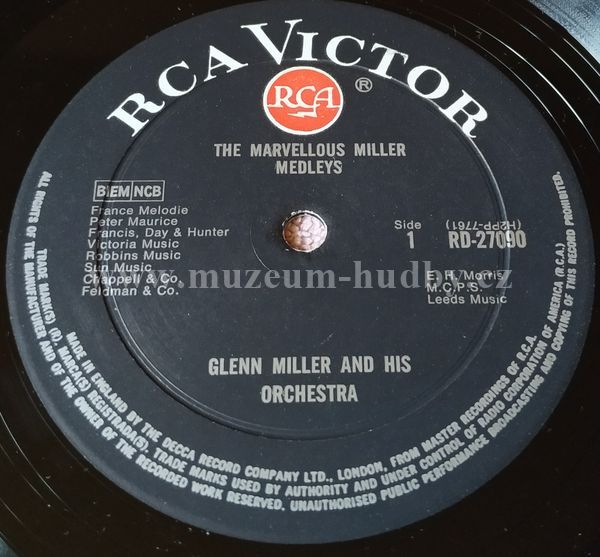 RCA VICTOR
RCA ®
THE MARVELLOUS MILLER
MEDLEYS
BIEM NCB
France Melodie
Peter Maurice
Francis, Day & Hunter
Victoria Music
Robbins Music
Sun Music
Chappell & Co.
Feldman & Co.
Side
1
(H2PP-7761)
RD-27090
E. H. Morris
M.C.P.S.
Leeds Music
www.muzeum-hudby.cz
GLENN MILLER AND HIS
ORCHESTRA
MADE IN ENGLAND BY THE DECCA RECORD COMPANY LTD., LONDON, FROM MASTER RECORDINGS OF R.C.A.
TRADE MARK(S) (R). MARCA(S) REGISTRADA(S). TRADE MARKS USED BY AUTHORITY AND UNDER CONTROL OF RADIO CORPORATION OF AMERICA (R.C.A.)
ALL RIGHTS OF THE MANUFACTURER AND OF THE OWNER OF THE RECORDED WORK RESERVED. UNAUTHORISED PUBLIC PERFORMANCE BROADCASTING AND COPYING OF THIS RECORD PROHIBITED.